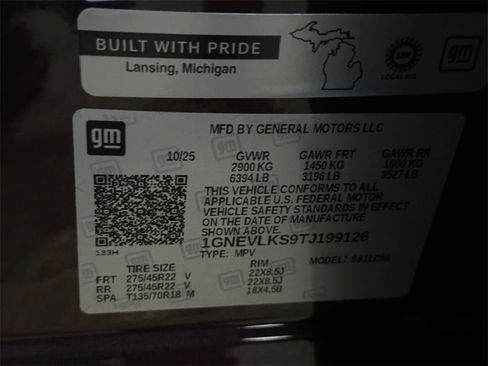 BUILT WITH PRIDE
Lansing, Michigan
gm
gm
MFD BY GENERAL MOTORS LLC
10/25 GVWR GAWR FRT GAWR RR
2900 KG 1450 KG 1600 KG
6394 LB 3196 LB 3527 LB
THIS VEHICLE CONFORMS TO ALL
APPLICABLE U.S. FEDERAL MOTOR
VEHICLE SAFETY STANDARDS IN EFFECT
ON THE DATE OF MANUFACTURE
SHOWN ABOVE.
1GNEVLKS9TJ199126
133H
TYPE: MPV MODEL:
TIRE SIZE RIM
FRT 275/45R22 V 22X8.5J
RR 275/45R22 V 22X8.5J
SPA T135/70R18 M 18X4.5B